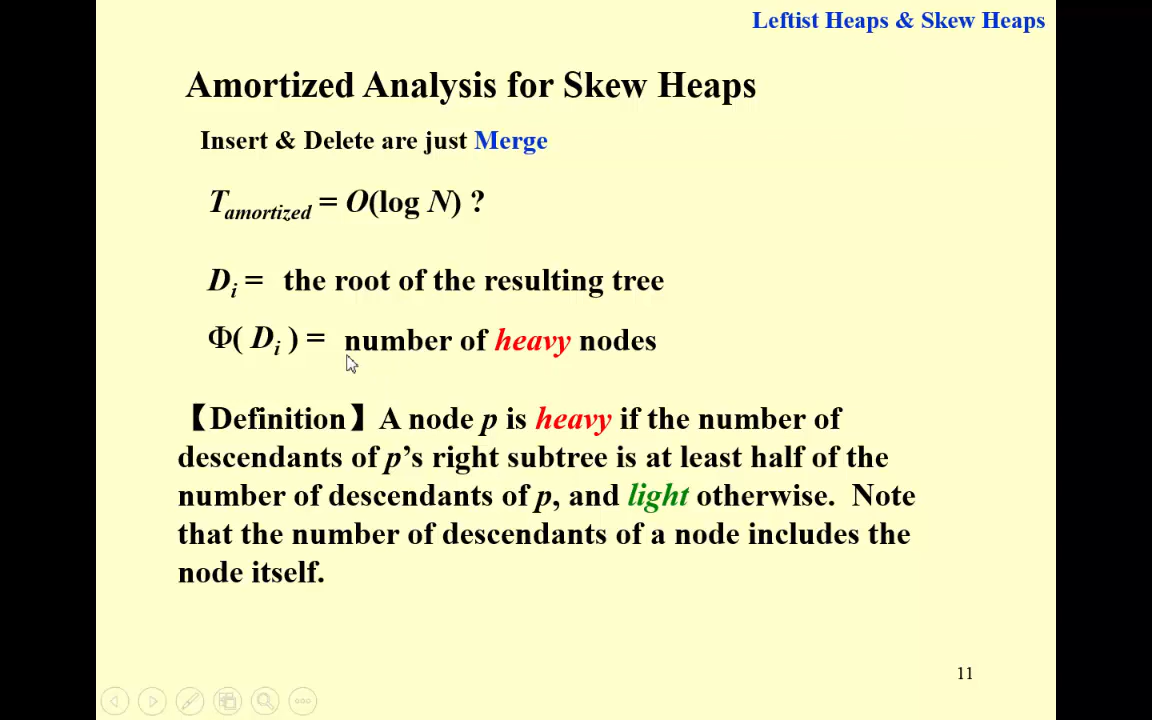 Leftist Heaps & Skew Heaps
Amortized Analysis for Skew Heaps
Insert & Delete are just Merge
T_amortized = O(log N) ?
D_i = the root of the resulting tree
Φ( D_i ) = number of heavy nodes
【Definition】A node p is heavy if the number of
descendants of p’s right subtree is at least half of the
number of descendants of p, and light otherwise. Note
that the number of descendants of a node includes the
node itself.
11